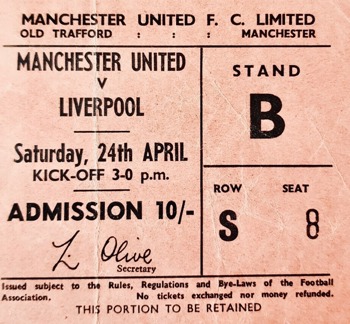 MANCHESTER UNITED F. C. LIMITED
OLD TRAFFORD : : : MANCHESTER
MANCHESTER UNITED
V
LIVERPOOL
Saturday, 24th APRIL
KICK-OFF 3-0 p.m.
ADMISSION 10/-
L. Olive
Secretary
STAND
B
ROW SEAT
S 8
Issued subject to the Rules, Regulations and Bye-Laws of the Football
Association. No tickets exchanged nor money refunded.
THIS PORTION TO BE RETAINED